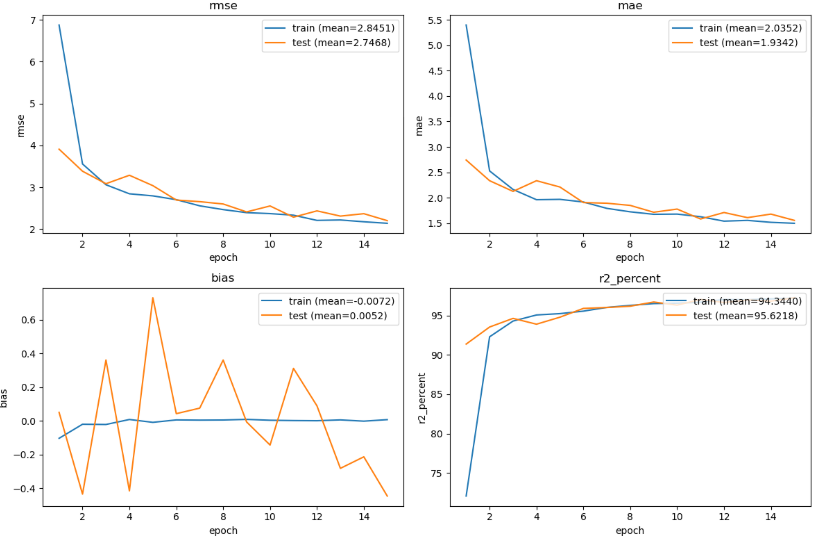 rmse
train (mean=2.8451)
test (mean=2.7468)
7
6
5
4
3
2
rmse
2 4 6 8 10 12 14
epoch
mae
train (mean=2.0352)
test (mean=1.9342)
5.5
5.0
4.5
4.0
3.5
3.0
2.5
2.0
1.5
mae
2 4 6 8 10 12 14
epoch
bias
train (mean=-0.0072)
test (mean=0.0052)
0.6
0.4
0.2
0.0
−0.2
−0.4
bias
2 4 6 8 10 12 14
epoch
r2_percent
train (mean=94.3440)
test (mean=95.6218)
95
90
85
80
75
r2_percent
2 4 6 8 10 12 14
epoch